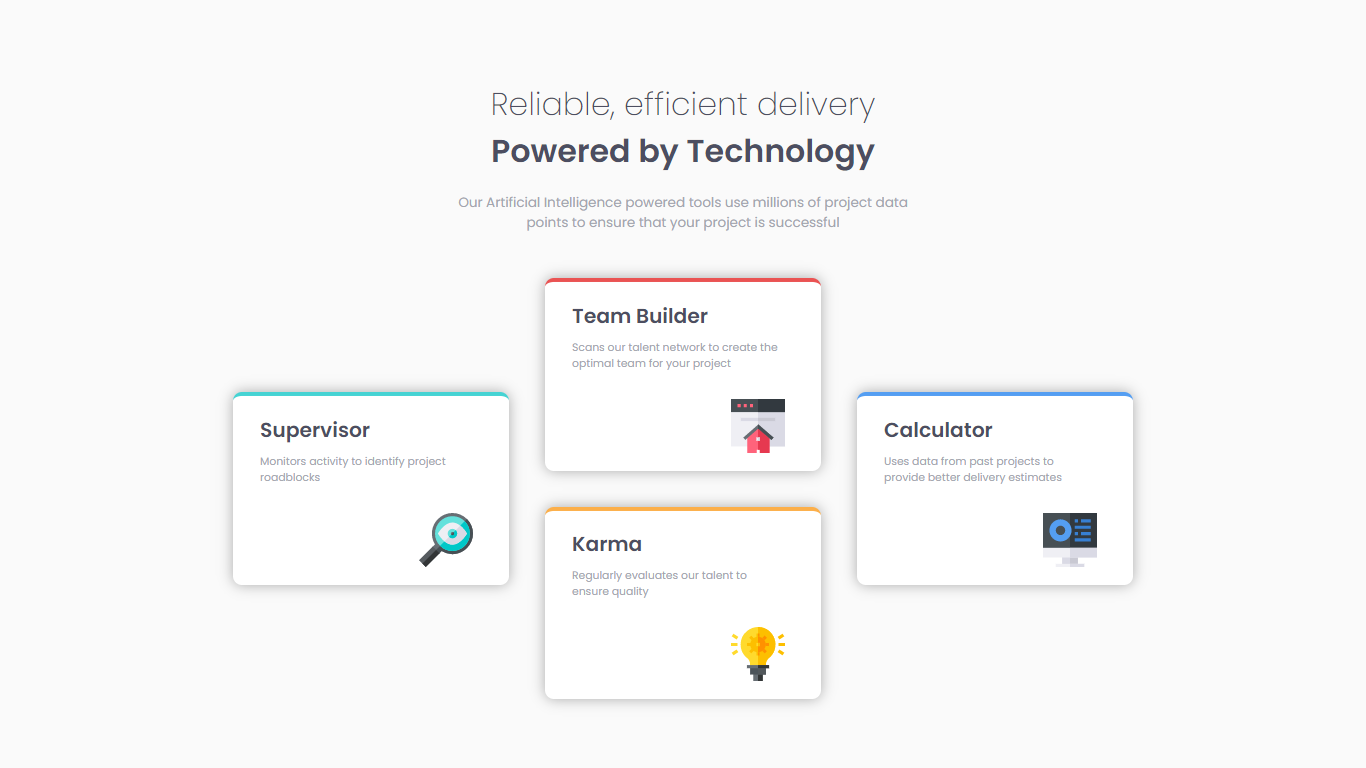 Reliable, efficient delivery
Powered by Technology
Our Artificial Intelligence powered tools use millions of project data
points to ensure that your project is successful
Team Builder
Scans our talent network to create the
optimal team for your project
Supervisor
Monitors activity to identify project
roadblocks
Calculator
Uses data from past projects to
provide better delivery estimates
Karma
Regularly evaluates our talent to
ensure quality